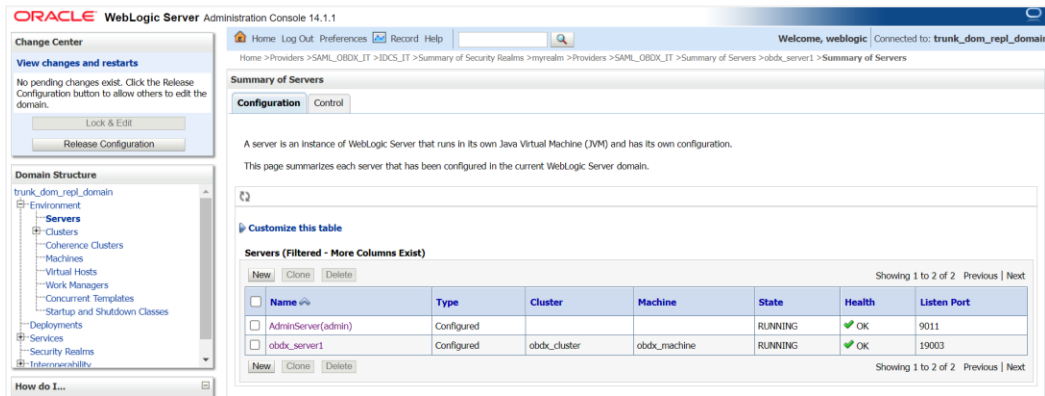 ORACLE WebLogic Server Administration Console 14.1.1
Change Center
View changes and restarts
No pending changes exist. Click the Release
Configuration button to allow others to edit the
domain.
Lock & Edit
Release Configuration
Domain Structure
trunk_dom_repl_domain
Environment
Servers
Clusters
Coherence Clusters
Machines
Virtual Hosts
Work Managers
Concurrent Templates
Startup and Shutdown Classes
Deployments
Services
Security Realms
Interoperability
How do I...
Home Log Out Preferences Record Help
Welcome, weblogic Connected to: trunk_dom_repl_domain
Home >Providers >SAML_OBDX_IT >IDCS_IT >Summary of Security Realms >myrealm >Providers >SAML_OBDX_IT >Summary of Servers >obdx_server1 >Summary of Servers
Summary of Servers
Configuration Control
A server is an instance of WebLogic Server that runs in its own Java Virtual Machine (JVM) and has its own configuration.
This page summarizes each server that has been configured in the current WebLogic Server domain.
Customize this table
Servers (Filtered - More Columns Exist)
New Clone Delete Showing 1 to 2 of 2 Previous | Next
Name Type Cluster Machine State Health Listen Port
AdminServer(admin) Configured RUNNING OK 9011
obdx_server1 Configured obdx_cluster obdx_machine RUNNING OK 19003
New Clone Delete Showing 1 to 2 of 2 Previous | Next